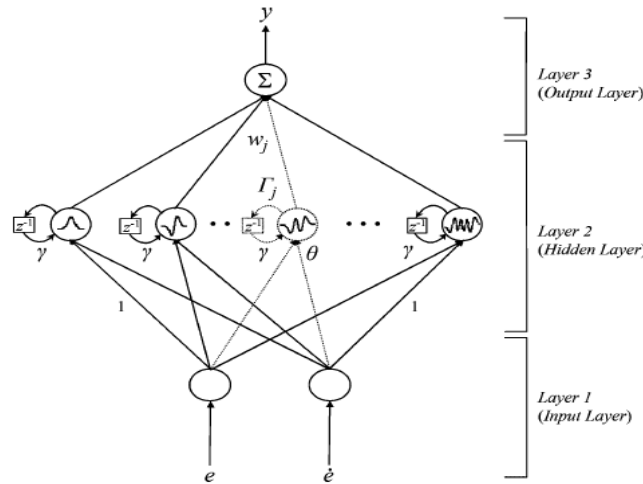 y
Σ
Layer 3
(Output Layer)
w_j
Γ_j
z⁻¹ z⁻¹ z⁻¹ z⁻¹
γ γ γ θ γ
Layer 2
(Hidden Layer)
1 1
Layer 1
(Input Layer)
e ė